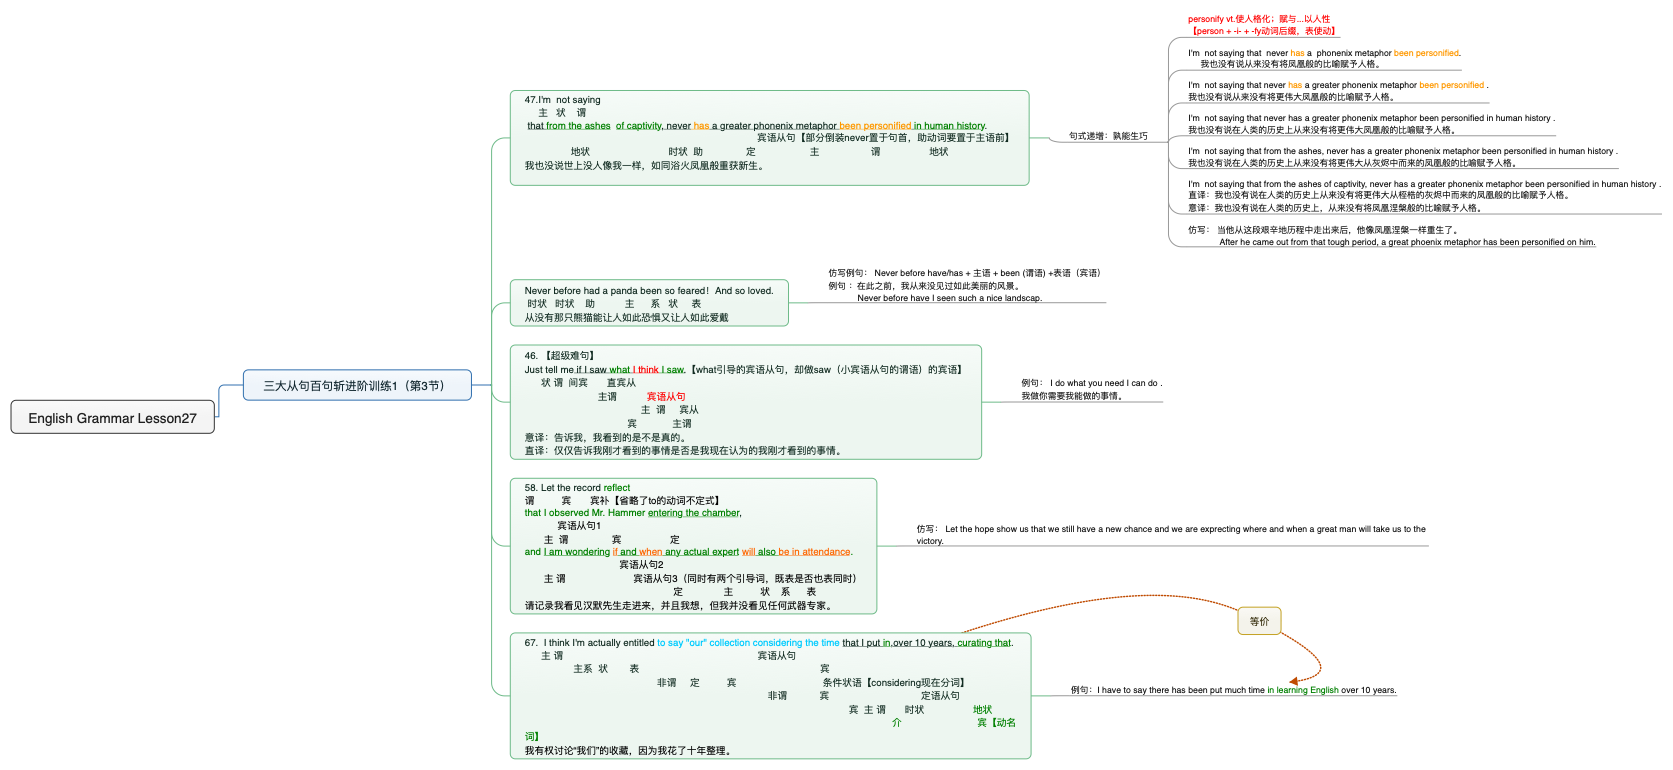 English Grammar Lesson27
三大从句百句斩进阶训练1（第3节）
47.I'm  not saying
主   状   谓
that from the ashes  of captivity, never has a greater phonenix metaphor been personified in human history.
宾语从句【部分倒装never置于句首，助动词要置于主语前】
地状   时状  助   定   主   谓   地状
我也没说世上没人像我一样，如同浴火凤凰般重获新生。
句式递增：孰能生巧
personify vt.使人格化；赋与...以人性
【person + -i- + -fy动词后缀，表使动】
I'm  not saying that  never has a  phonenix metaphor been personified.
我也没有说从来没有将凤凰般的比喻赋予人格。
I'm  not saying that never has a greater phonenix metaphor been personified .
我也没有说从来没有将更伟大凤凰般的比喻赋予人格。
I'm  not saying that never has a greater phonenix metaphor been personified in human history .
我也没有说在人类的历史上从来没有将更伟大凤凰般的比喻赋予人格。
I'm  not saying that from the ashes, never has a greater phonenix metaphor been personified in human history .
我也没有说在人类的历史上从来没有将更伟大从灰烬中而来的凤凰般的比喻赋予人格。
I'm  not saying that from the ashes of captivity, never has a greater phonenix metaphor been personified in human history .
直译：我也没有说在人类的历史上从来没有将更伟大从桎梏的灰烬中而来的凤凰般的比喻赋予人格。
意译：我也没有说在人类的历史上，从来没有将凤凰涅槃般的比喻赋予人格。
仿写： 当他从这段艰辛地历程中走出来后，他像凤凰涅槃一样重生了。
After he came out from that tough period, a great phoenix metaphor has been personified on him.
Never before had a panda been so feared！And so loved.
时状   时状    助   主   系   状   表
从没有那只熊猫能让人如此恐惧又让人如此爱戴
仿写例句： Never before have/has + 主语 + been (谓语) +表语（宾语）
例句 ：在此之前，我从来没见过如此美丽的风景。
Never before have I seen such a nice landscap.
46. 【超级难句】
Just tell me if I saw what I think I saw.【what引导的宾语从句，却做saw（小宾语从句的谓语）的宾语】
状  谓  间宾   直宾从
主谓   宾语从句
主  谓   宾从
宾   主谓
意译：告诉我，我看到的是不是真的。
直译：仅仅告诉我刚才看到的事情是否是我现在认为的我刚才看到的事情。
例句： I do what you need I can do .
我做你需要我能做的事情。
58. Let the record reflect
谓   宾   宾补【省略了to的动词不定式】
that I observed Mr. Hammer entering the chamber,
宾语从句1
主  谓   宾   定
and I am wondering if and when any actual expert will also be in attendance.
宾语从句2
主 谓   宾语从句3（同时有两个引导词，既表是否也表同时）
定   主   状   系   表
请记录我看见汉默先生走进来，并且我想，但我并没看见任何武器专家。
仿写： Let the hope show us that we still have a new chance and we are exprecting where and when a great man will take us to the
victory.
67.  I think I'm actually entitled to say "our" collection considering the time that I put in,over 10 years, curating that.
主 谓   宾语从句
主系  状   表   宾
非谓   定   宾   条件状语【considering现在分词】
非谓   宾   定语从句
宾  主 谓   时状   地状
介   宾【动名
词】
我有权讨论“我们”的收藏，因为我花了十年整理。
等价
例句：I have to say there has been put much time in learning English over 10 years.